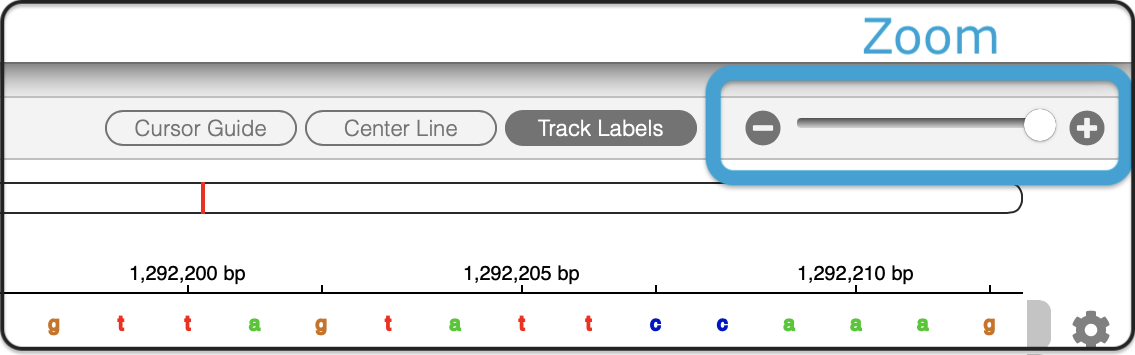 Zoom
Cursor Guide Center Line Track Labels
1,292,200 bp 1,292,205 bp 1,292,210 bp
g t t a g t a t t c c a a a g